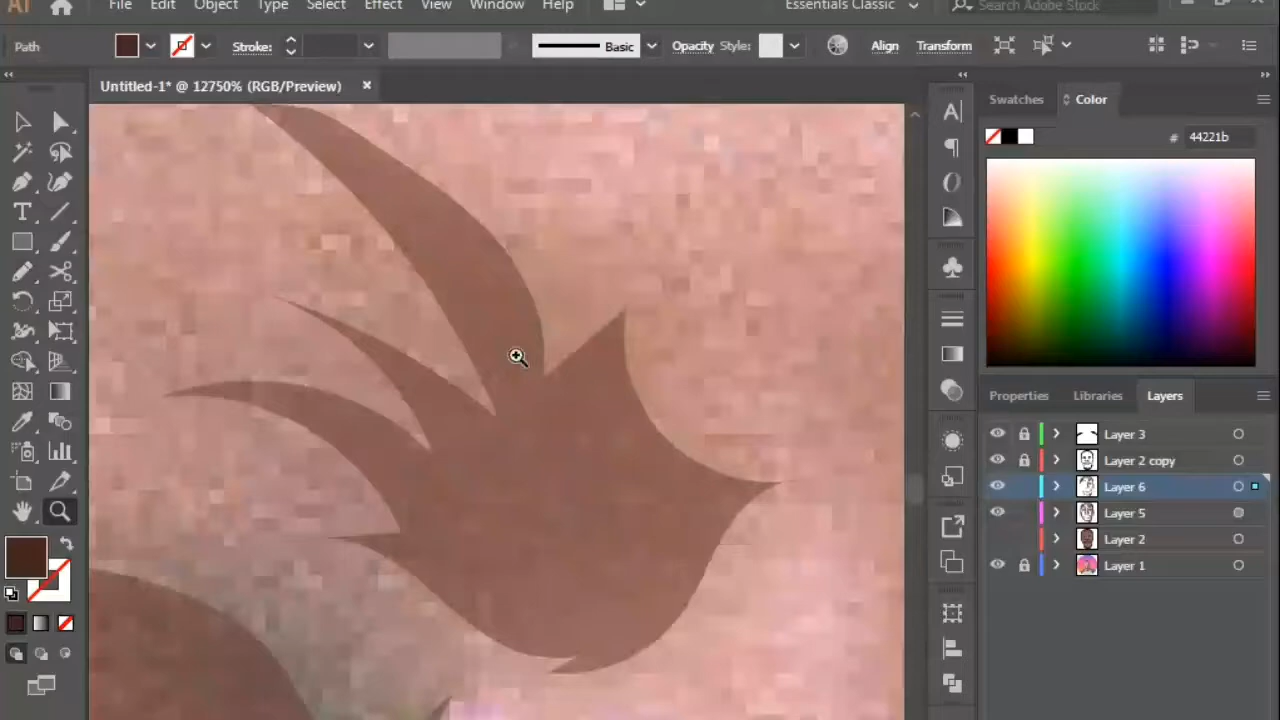 Ai File Edit Object Type Select Effect View Window Help Essentials Classic Search Adobe Stock
Path Stroke: Basic Opacity Style: Align Transform
Untitled-1* @ 12750% (RGB/Preview)
Swatches Color
# 44221b
Properties Libraries Layers
Layer 3
Layer 2 copy
Layer 6
Layer 5
Layer 2
Layer 1